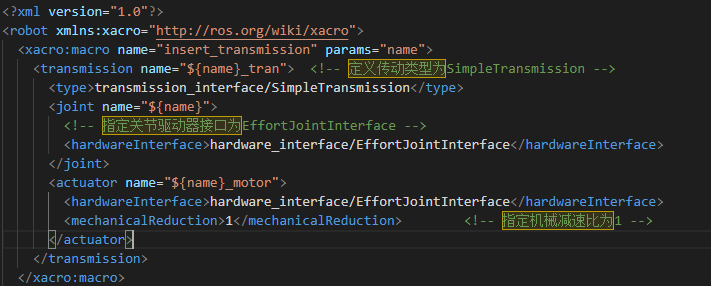 <?xml version="1.0"?>
<robot xmlns:xacro="http://ros.org/wiki/xacro">
<xacro:macro name="insert_transmission" params="name">
<transmission name="${name}_tran"> <!-- 定义传动类型为SimpleTransmission -->
<type>transmission_interface/SimpleTransmission</type>
<joint name="${name}">
<!-- 指定关节驱动器接口为EffortJointInterface -->
<hardwareInterface>hardware_interface/EffortJointInterface</hardwareInterface>
</joint>
<actuator name="${name}_motor">
<hardwareInterface>hardware_interface/EffortJointInterface</hardwareInterface>
<mechanicalReduction>1</mechanicalReduction> <!-- 指定机械减速比为1 -->
</actuator>
</transmission>
</xacro:macro>